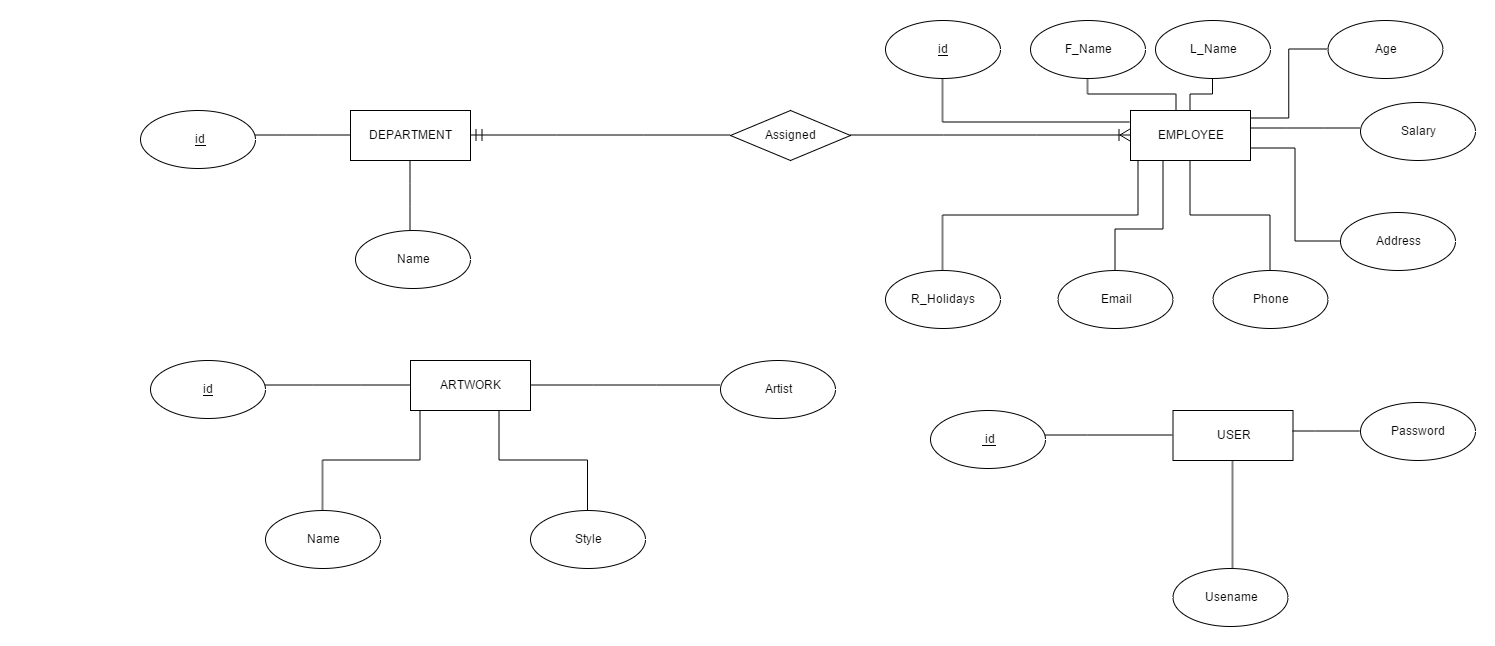 id
F_Name
L_Name
Age
id
DEPARTMENT
Assigned
EMPLOYEE
Salary
Name
Address
R_Holidays
Email
Phone
id
ARTWORK
Artist
id
USER
Password
Name
Style
Usename